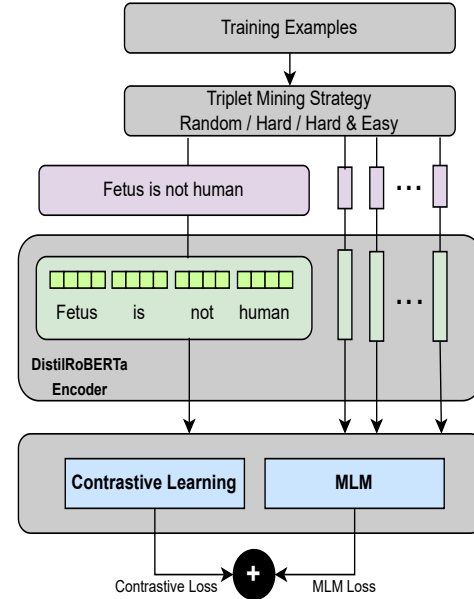 Training Examples
Triplet Mining Strategy
Random / Hard / Hard & Easy
Fetus is not human
...
Fetus is not human
...
DistilRoBERTa
Encoder
Contrastive Learning
MLM
+
Contrastive Loss
MLM Loss